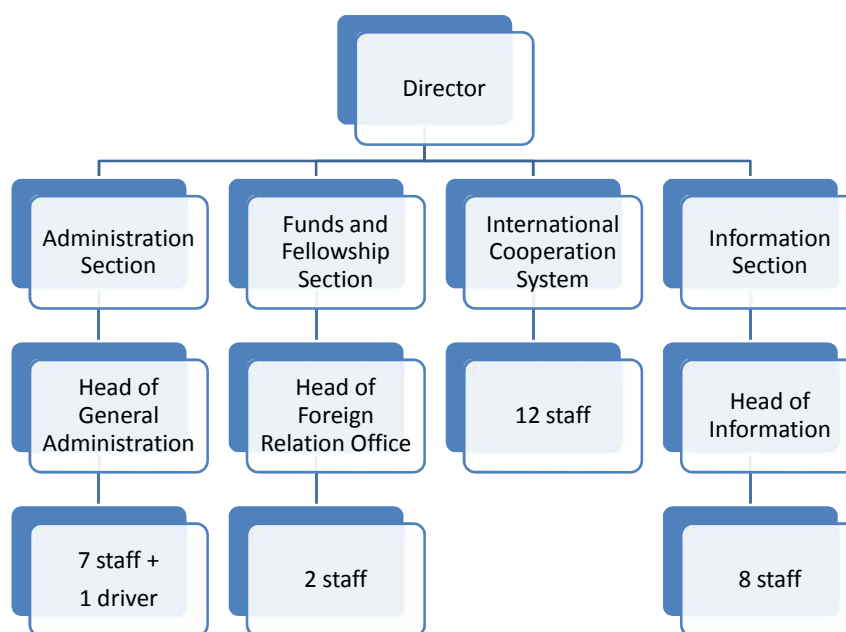 Director
Administration
Section
Funds and
Fellowship
Section
International
Cooperation
System
Information
Section
Head of
General
Administration
Head of
Foreign
Relation Office
12 staff
Head of
Information
7 staff +
1 driver
2 staff
8 staff